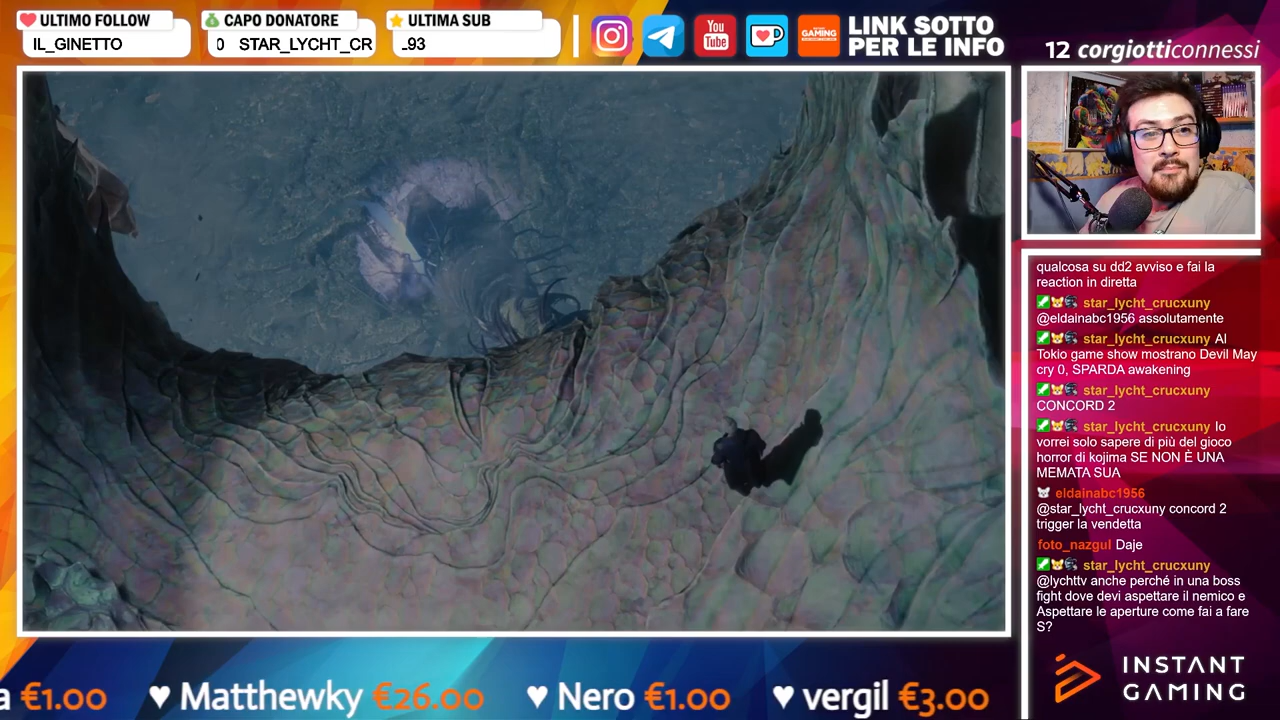 ULTIMO FOLLOW
IL_GINETTO
CAPO DONATORE
0 STAR_LYCHT_CR
ULTIMA SUB
_93
You
Tube
INSTANT GAMING
LINK SOTTO
PER LE INFO
12 corgiotticonnessi
qualcosa su dd2 avviso e fai la
reaction in diretta
star_lycht_crucxuny
@eldainabc1956 assolutamente
star_lycht_crucxuny Al
Tokio game show mostrano Devil May
cry 0, SPARDA awakening
star_lycht_crucxuny
CONCORD 2
star_lycht_crucxuny Io
vorrei solo sapere di più del gioco
horror di kojima SE NON È UNA
MEMATA SUA
eldainabc1956
@star_lycht_crucxuny concord 2
trigger la vendetta
foto_nazgul Daje
star_lycht_crucxuny
@lychttv anche perché in una boss
fight dove devi aspettare il nemico e
Aspettare le aperture come fai a fare
S?
INSTANT
GAMING
a €1.00 ♥ Matthewky €26.00 ♥ Nero €1.00 ♥ vergil €3.00